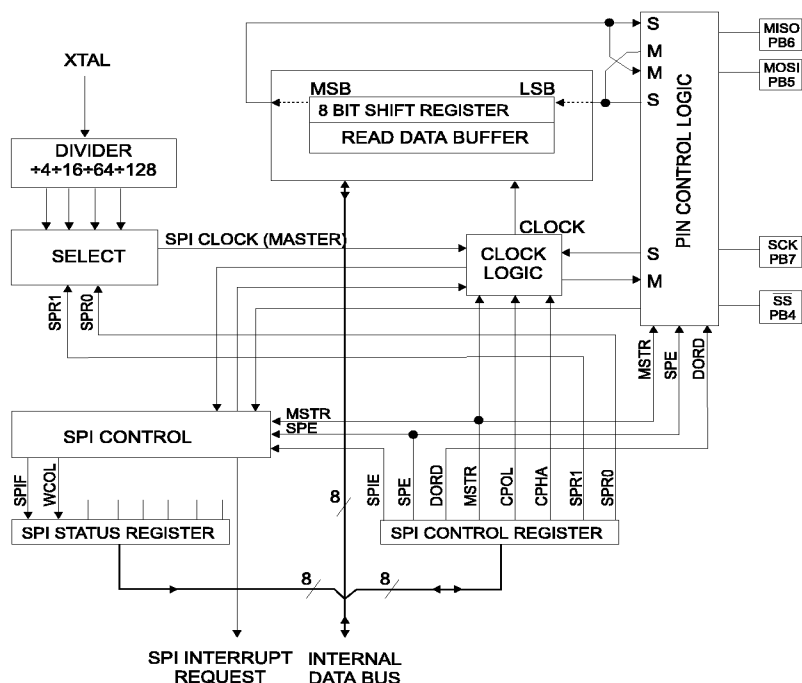 XTAL
DIVIDER
÷4÷16÷64÷128
SELECT
SPR1
SPR0
SPI CLOCK (MASTER)
MSB
LSB
8 BIT SHIFT REGISTER
READ DATA BUFFER
CLOCK
CLOCK
LOGIC
S
M
M
S
S
M
PIN CONTROL LOGIC
MISO
PB6
MOSI
PB5
SCK
PB7
SS
PB4
MSTR
SPE
DORD
SPI CONTROL
MSTR
SPE
SPIF
WCOL
SPI STATUS REGISTER
SPIE
SPE
DORD
MSTR
CPOL
CPHA
SPR1
SPR0
SPI CONTROL REGISTER
8
8
8
SPI INTERRUPT
REQUEST
INTERNAL
DATA BUS